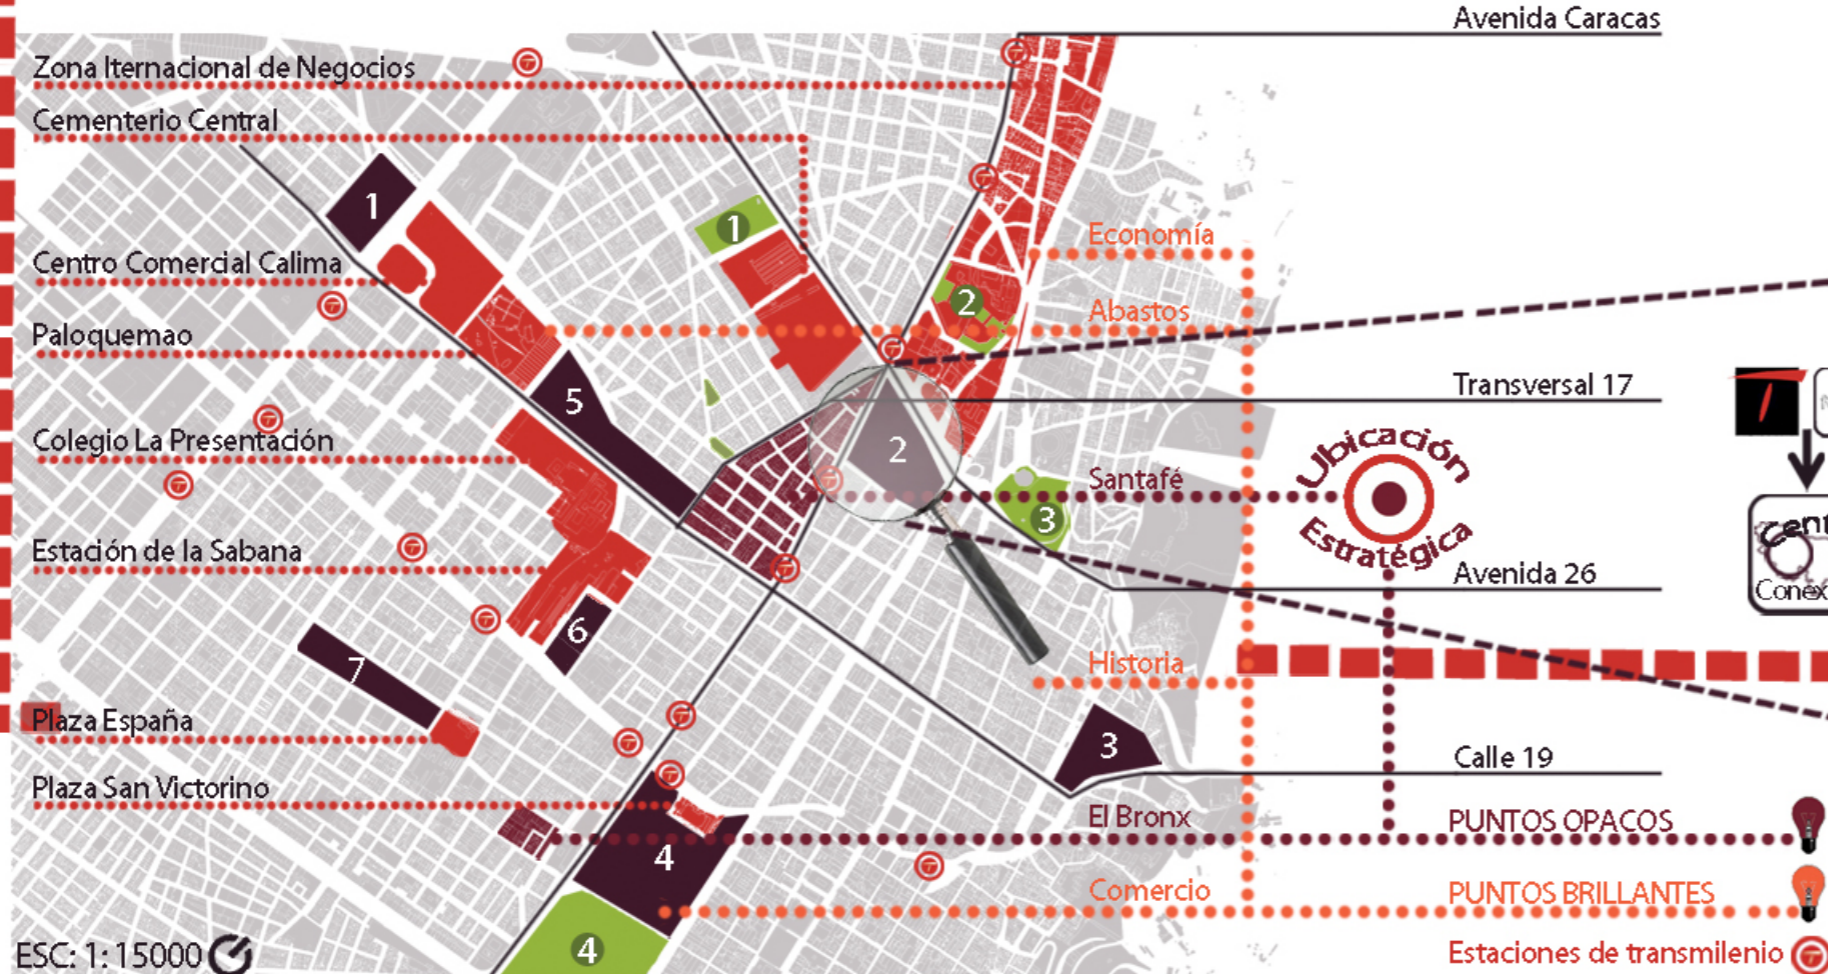 Avenida Caracas
Zona Iternacional de Negocios
Cementerio Central
1
1
Economía
Centro Comercial Calima
2
Abastos
Paloquemao
Transversal 17
5
Ubicación
Colegio La Presentación
2
Santafé
3
Estratégica
Estación de la Sabana
Avenida 26
6
7
Historia
Plaza España
3
Calle 19
Plaza San Victorino
El Bronx
PUNTOS OPACOS
4
Comercio
PUNTOS BRILLANTES
4
ESC: 1: 15000
Estaciones de transmilenio